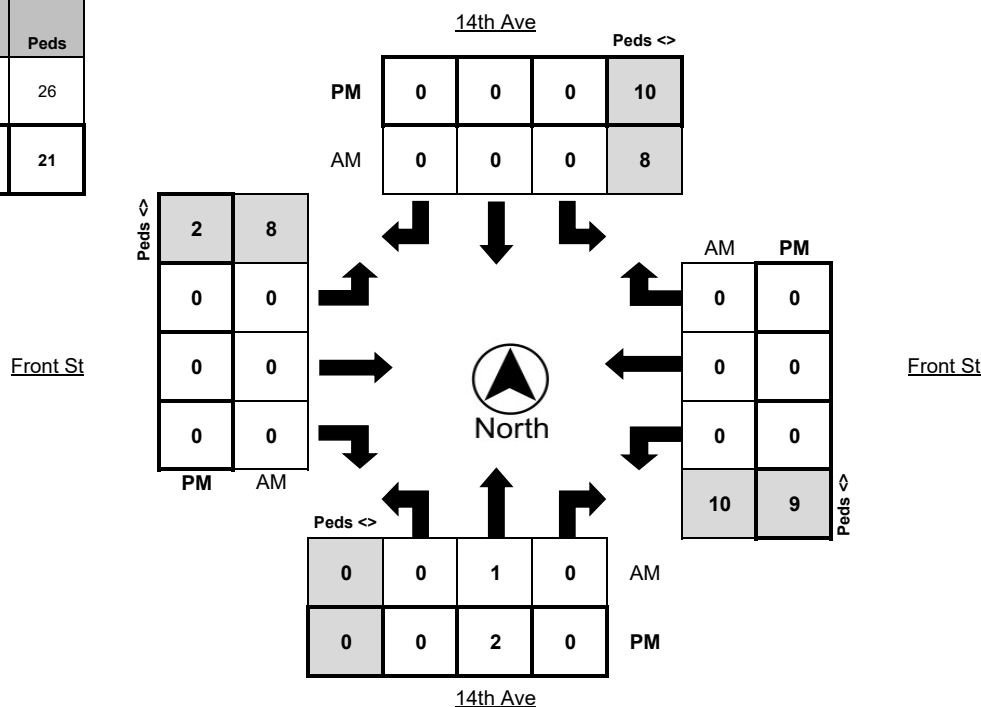 14th Ave
Peds <>
Peds
26
21
PM 0 0 0 10
AM 0 0 0 8
Peds <>
2 8
0 0
0 0
0 0
PM AM
Front St
North
AM PM
0 0
0 0
0 0
10 9
Peds <>
Front St
Peds <>
0 0 1 0 AM
0 0 2 0 PM
14th Ave